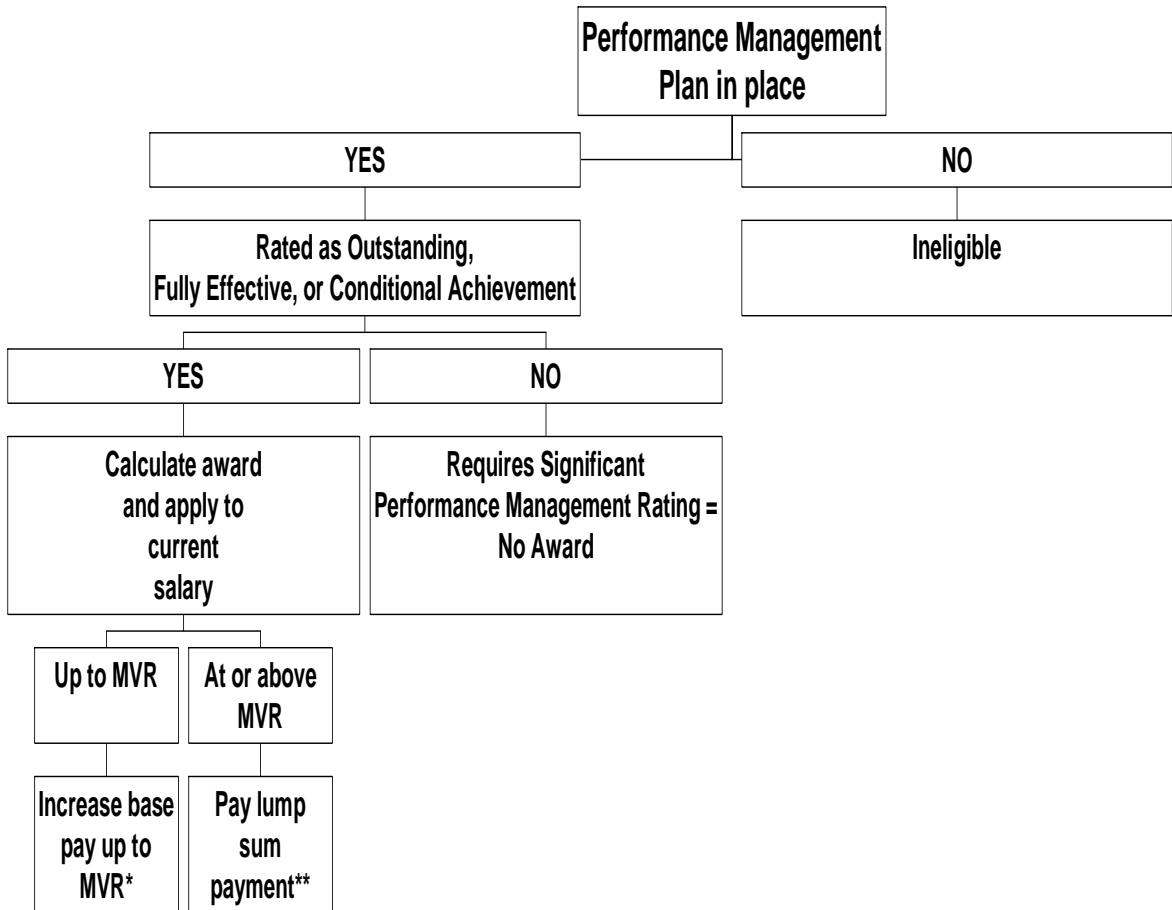 Performance Management
Plan in place
YES
NO
Rated as Outstanding,
Fully Effective, or Conditional Achievement
Ineligible
YES
NO
Calculate award
and apply to
current
salary
Requires Significant
Performance Management Rating =
No Award
Up to MVR
At or above
MVR
Increase base
pay up to
MVR*
Pay lump
sum
payment**